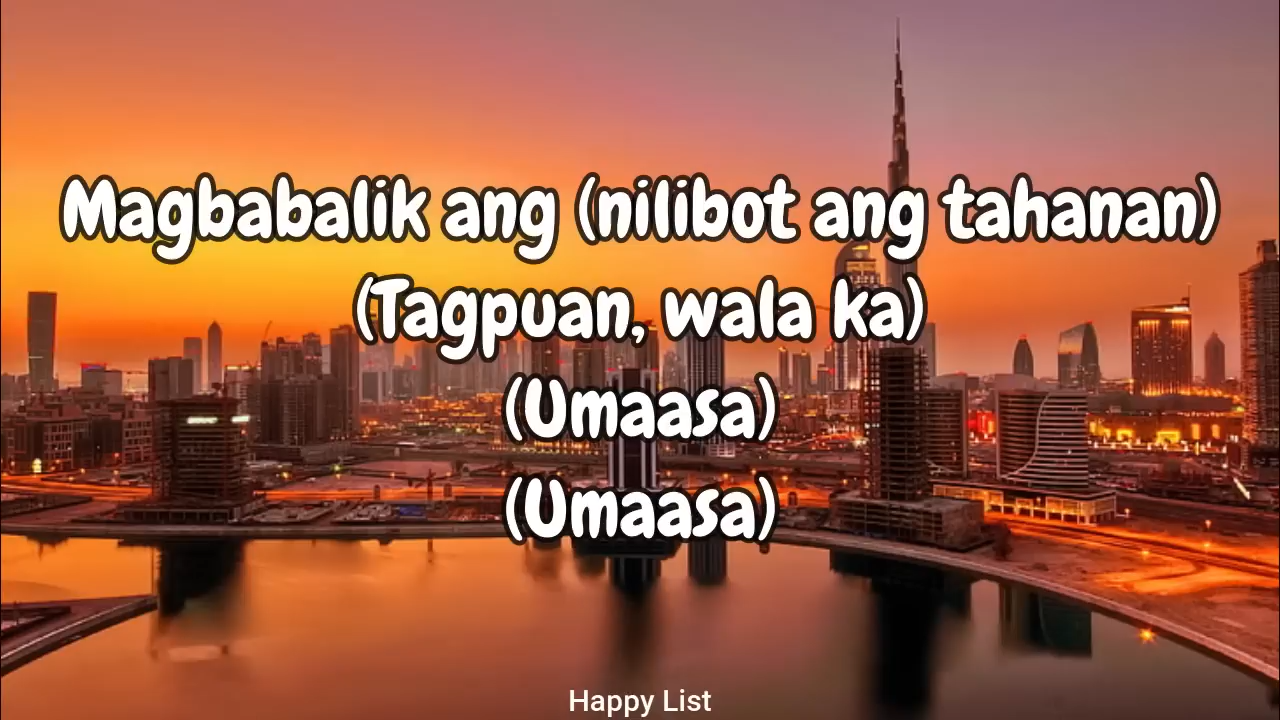 Magbabalik ang (nilibot ang tahanan)
(Tagpuan, wala ka)
(Umaasa)
(Umaasa)
Happy List